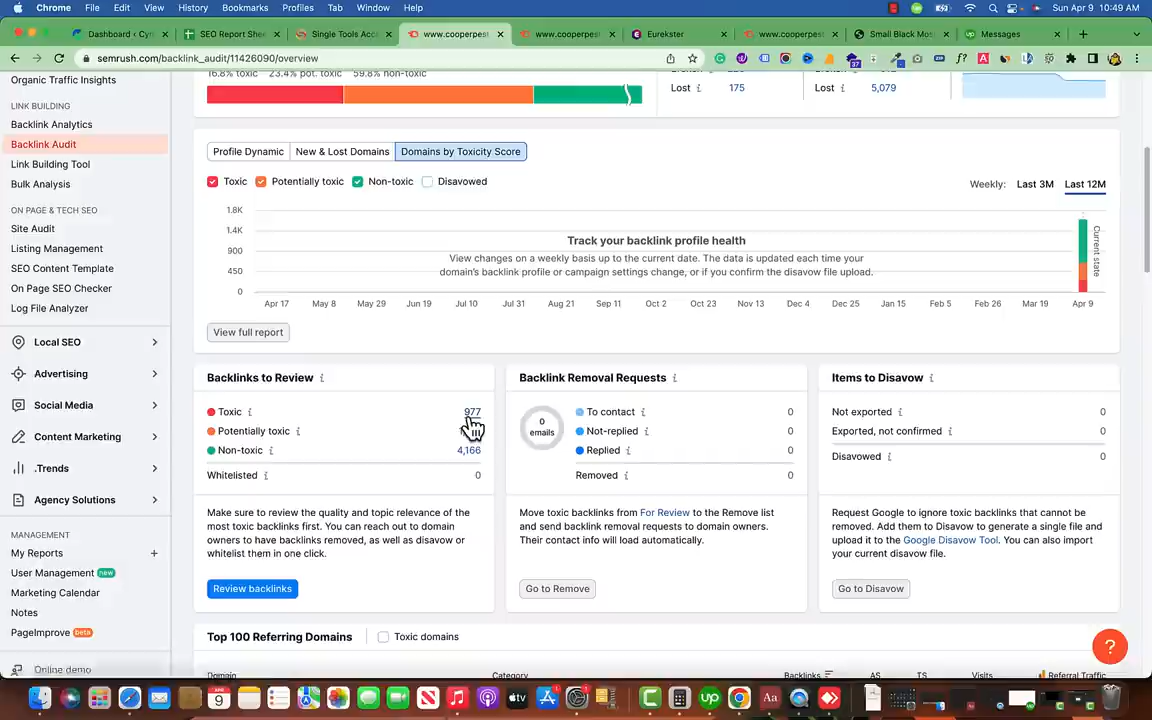 Chrome File Edit View History Bookmarks Profiles Tab Window Help Sun Apr 9 10:49 AM
Dashboard ‹ Cyn SEO Report Shee Single Tools Acc www.cooperpest www.cooperpes Eurekster www.cooperpes Small Black Mos Messages
semrush.com/backlink_audit/11426090/overview
Organic Traffic Insights
LINK BUILDING
Backlink Analytics
Backlink Audit
Link Building Tool
Bulk Analysis
ON PAGE & TECH SEO
Site Audit
Listing Management
SEO Content Template
On Page SEO Checker
Log File Analyzer
Local SEO
Advertising
Social Media
Content Marketing
.Trends
Agency Solutions
MANAGEMENT
My Reports
User Management new
Marketing Calendar
Notes
PageImprove beta
Online demo
16.8% toxic 23.4% pot. toxic 59.8% non-toxic
Lost 175
Lost 5,079
Profile Dynamic New & Lost Domains Domains by Toxicity Score
Toxic Potentially toxic Non-toxic Disavowed
Weekly: Last 3M Last 12M
1.8K
1.4K
900
450
0
Track your backlink profile health
View changes on a weekly basis up to the current date. The data is updated each time your
domain's backlink profile or campaign settings change, or if you confirm the disavow file upload.
Current state
Apr 17 May 8 May 29 Jun 19 Jul 10 Jul 31 Aug 21 Sep 11 Oct 2 Oct 23 Nov 13 Dec 4 Dec 25 Jan 15 Feb 5 Feb 26 Mar 19 Apr 9
View full report
Backlinks to Review
Toxic 977
Potentially toxic
Non-toxic 4,166
Whitelisted 0
Make sure to review the quality and topic relevance of the
most toxic backlinks first. You can reach out to domain
owners to have backlinks removed, as well as disavow or
whitelist them in one click.
Review backlinks
Backlink Removal Requests
0
emails
To contact 0
Not-replied 0
Replied 0
Removed 0
Move toxic backlinks from For Review to the Remove list
and send backlink removal requests to domain owners.
Their contact info will load automatically.
Go to Remove
Items to Disavow
Not exported 0
Exported, not confirmed 0
Disavowed 0
Request Google to ignore toxic backlinks that cannot be
removed. Add them to Disavow to generate a single file and
upload it to the Google Disavow Tool. You can also import
your current disavow file.
Go to Disavow
Top 100 Referring Domains Toxic domains
Domain Category Backlinks AS TS Visits Referral Traffic
?